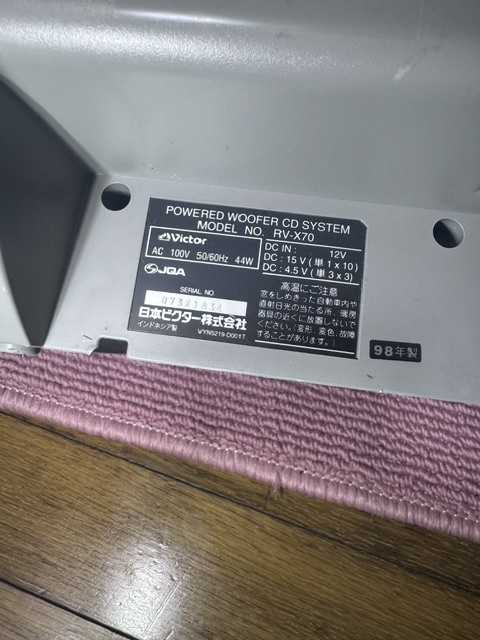 POWERED WOOFER CD SYSTEM
MODEL NO. RV-X70
Victor
AC 100V 50/60Hz 44W
DC IN: 12V
DC: 15V (単1×10)
DC: 4.5V (単3×3)
JQA
SERIAL NO.
日本ビクター株式会社
インドネシア製
WYN5219-D001T
高温にご注意
窓をしめきった自動車内や
直射日光の当たる所、暖房
器具の近くに放置しないで
ください。(変形、変色、故障
することがあります。)
98年製